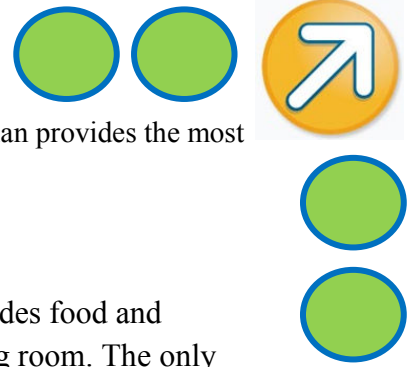 an provides the most
des food and
g room. The only